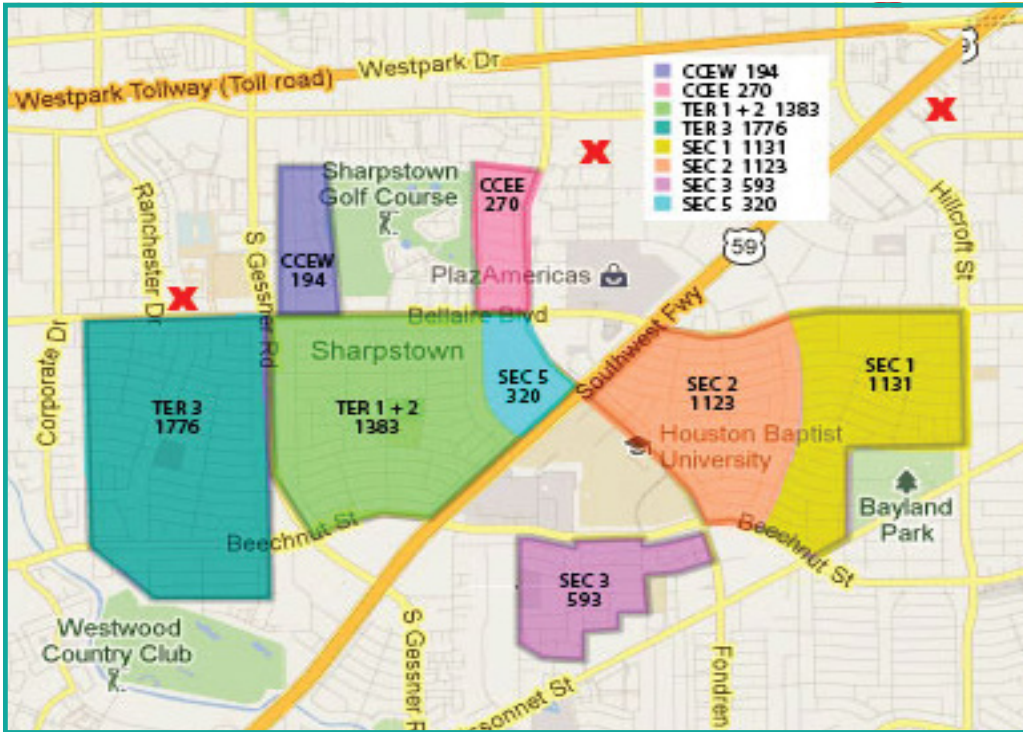 Westpark Tollway (Toll road)
Westpark Dr
59
CCEW 194
CCEE 270
TER 1 + 2 1383
TER 3 1776
SEC 1 1131
SEC 2 1123
SEC 3 593
SEC 5 320
Ranchester Dr
S Gessner Rd
Sharpstown
Golf Course
CCEE
270
Hillcroft St
CCEW
194
PlazAmericas
59
Bellaire Blvd
Southwest Fwy
Corporate Dr
Sharpstown
TER 3
1776
TER 1 + 2
1383
SEC 5
320
SEC 2
1123
SEC 1
1131
Houston Baptist
University
Bayland
Park
Beechnut St
Beechnut St
SEC 3
593
Westwood
Country Club
S Gessner R
ssonnet St
Fondren